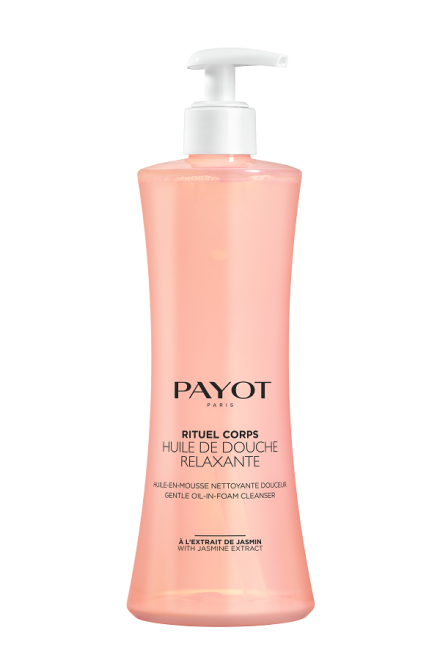 PAYOT
PARIS
RITUEL CORPS
HUILE DE DOUCHE
RELAXANTE
HUILE-EN-MOUSSE NETTOYANTE DOUCEUR
GENTLE OIL-IN-FOAM CLEANSER
À L'EXTRAIT DE JASMIN
WITH JASMINE EXTRACT